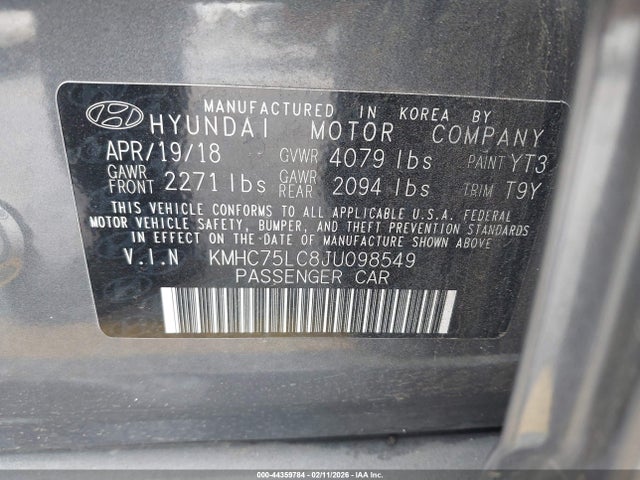 MANUFACTURED IN KOREA BY
HYUNDAI MOTOR COMPANY
APR/19/18 GVWR 4079 lbs PAINT YT3
GAWR FRONT 2271 lbs GAWR REAR 2094 lbs TRIM T9Y
THIS VEHICLE CONFORMS TO ALL APPLICABLE U.S.A. FEDERAL
MOTOR VEHICLE SAFETY, BUMPER, AND THEFT PREVENTION STANDARDS
IN EFFECT ON THE DATE OF MANUFACTURE SHOWN ABOVE.
V.I.N KMHC75LC8JU098549
PASSENGER CAR
000-44359784 - 02/11/2026 - IAA Inc. Copyright